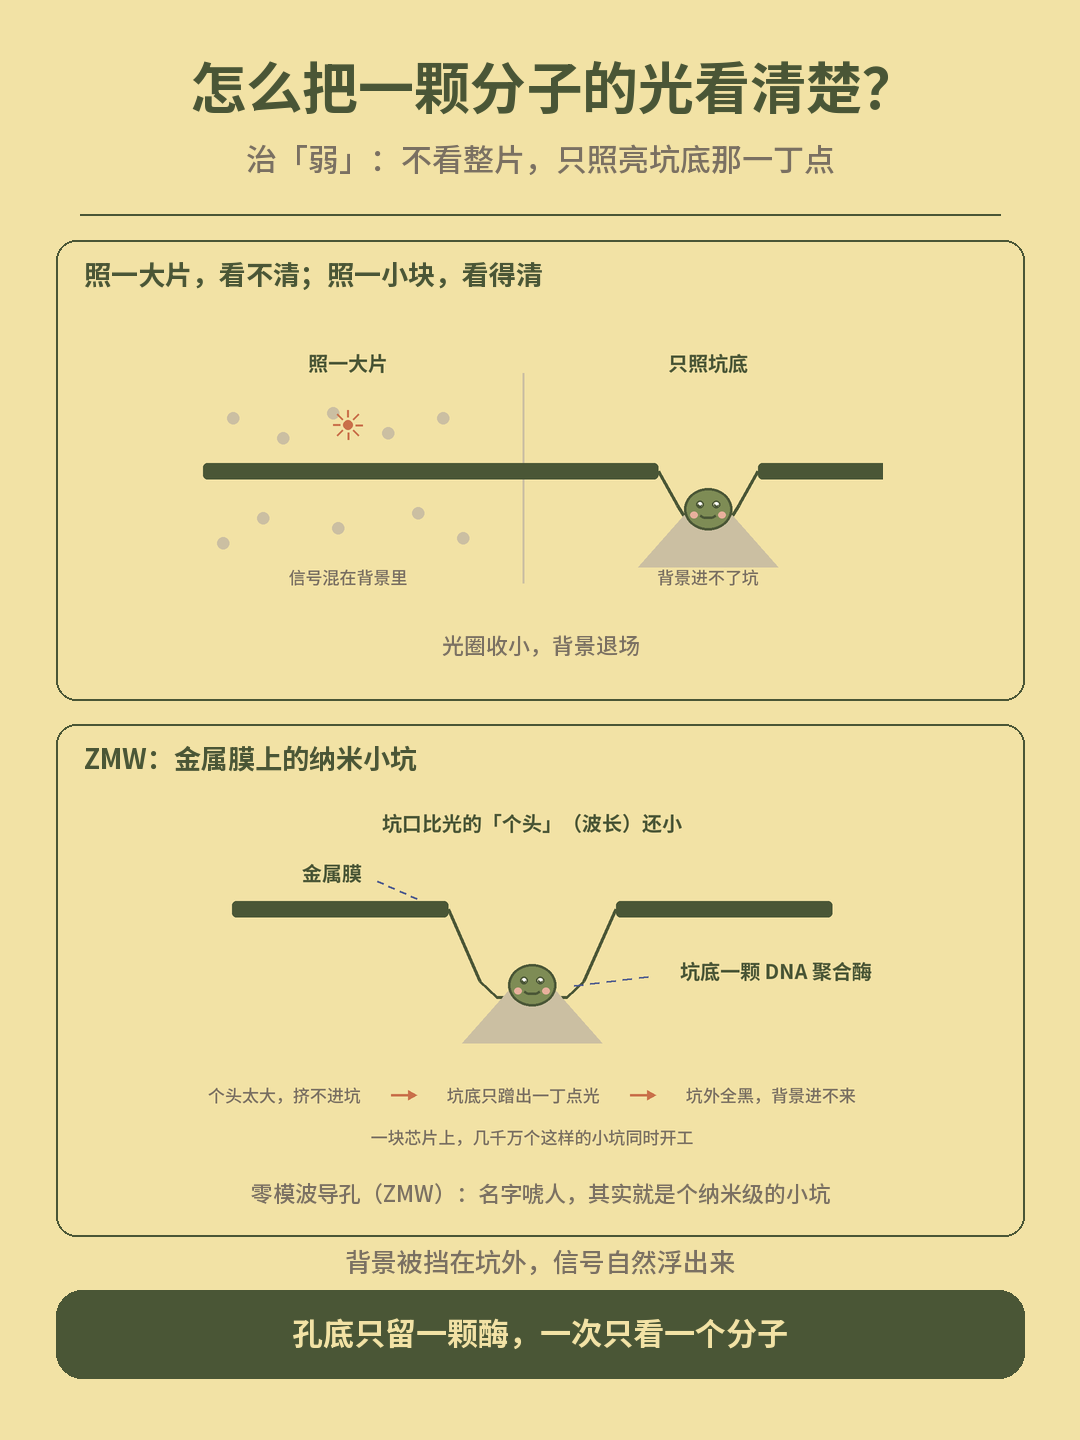 怎么把一颗分子的光看清楚?
治「弱」：不看整片，只照亮坑底那一丁点
照一大片，看不清；照一小块，看得清
照一大片
只照坑底
信号混在背景里
背景进不了坑
光圈收小，背景退场
ZMW：金属膜上的纳米小坑
坑口比光的「个头」（波长）还小
金属膜
坑底一颗 DNA 聚合酶
个头太大，挤不进坑
坑底只蹭出一丁点光
坑外全黑，背景进不来
一块芯片上，几千万个这样的小坑同时开工
零模波导孔（ZMW）：名字唬人，其实就是个纳米级的小坑
背景被挡在坑外，信号自然浮出来
孔底只留一颗酶，一次只看一个分子